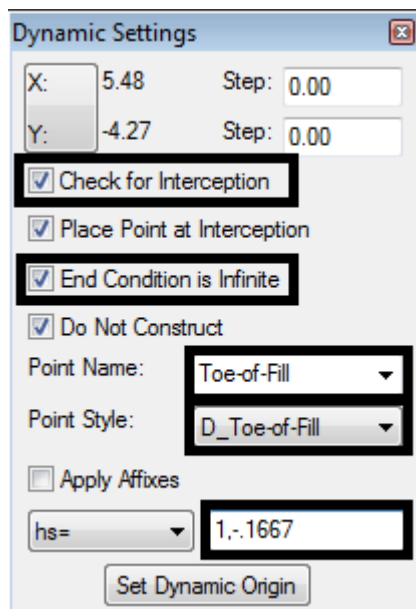 Dynamic Settings
X: 5.48 Step: 0.00
Y: -4.27 Step: 0.00
Check for Interception
Place Point at Interception
End Condition is Infinite
Do Not Construct
Point Name: Toe-of-Fill
Point Style: D_Toe-of-Fill
Apply Affixes
hs= 1,-.1667
Set Dynamic Origin